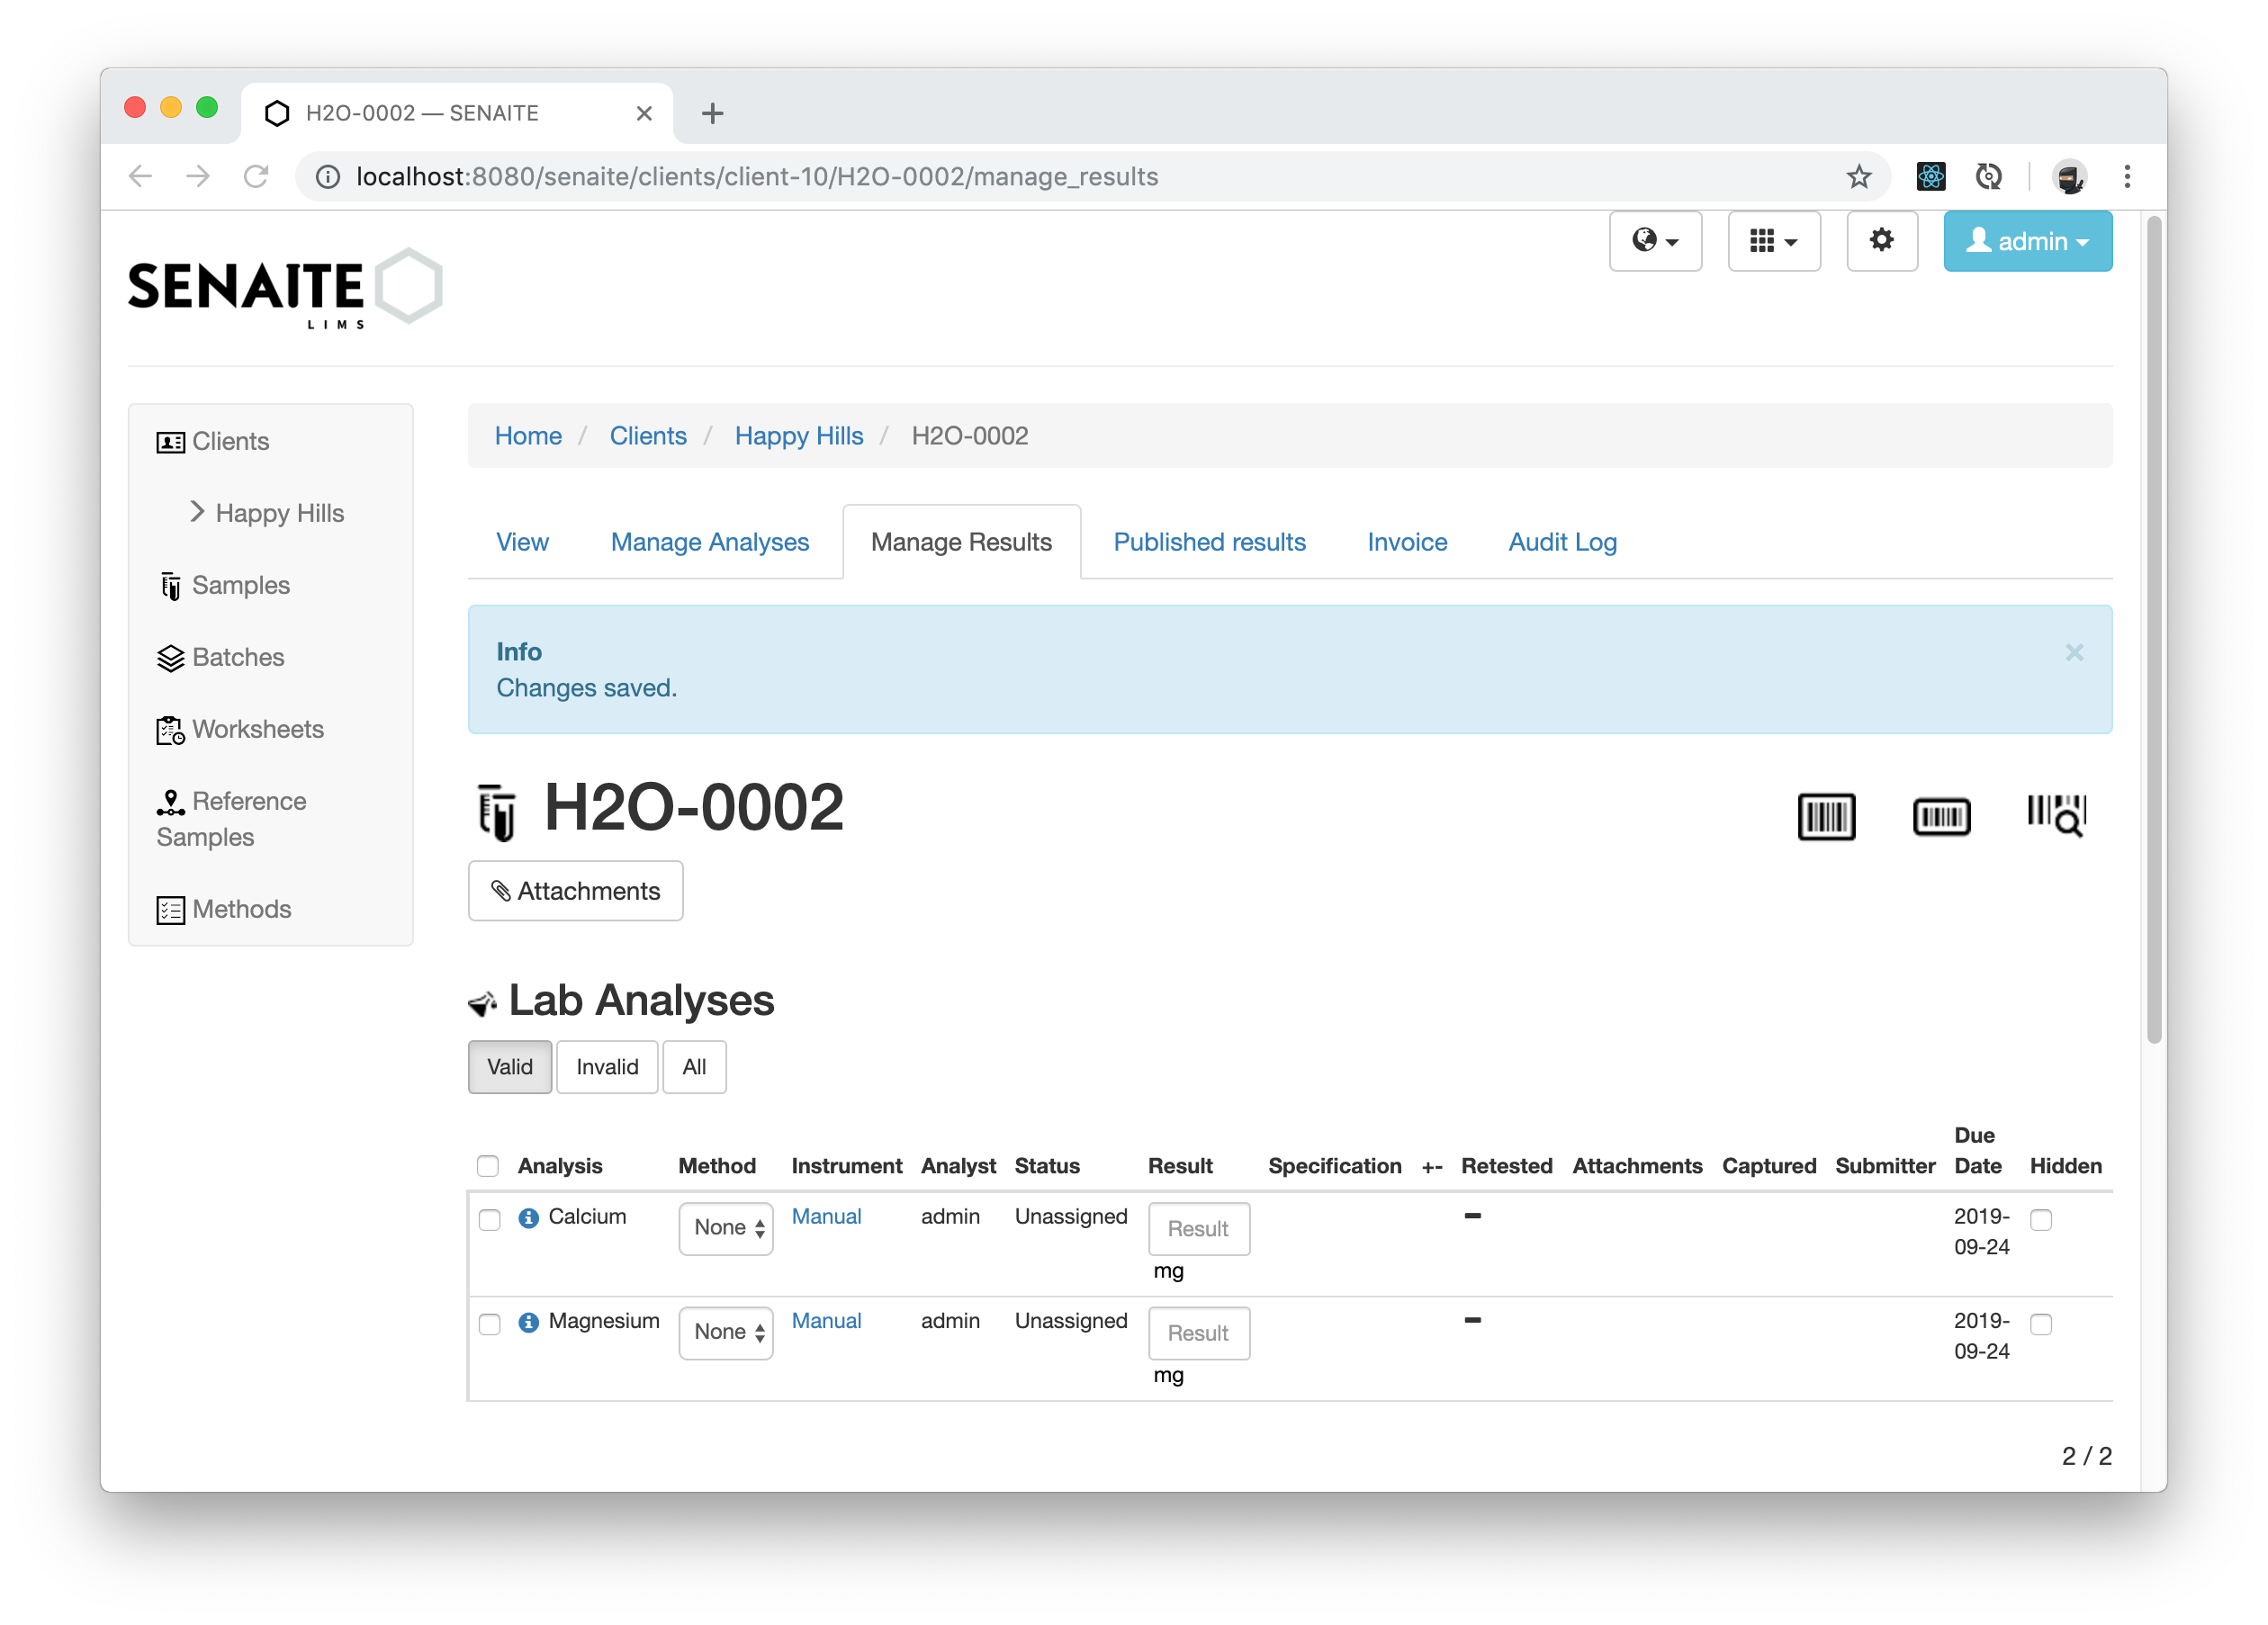 H2O-0002 — SENAITE
localhost:8080/senaite/clients/client-10/H2O-0002/manage_results
admin
SENAITE
LIMS
Clients
Happy Hills
Samples
Batches
Worksheets
Reference
Samples
Methods
Home / Clients / Happy Hills / H2O-0002
View Manage Analyses Manage Results Published results Invoice Audit Log
Info
Changes saved.
H2O-0002
Attachments
Lab Analyses
Valid Invalid All
Analysis Method Instrument Analyst Status Result Specification +- Retested Attachments Captured Submitter Due Date Hidden
Calcium None Manual admin Unassigned Result mg 2019-09-24
Magnesium None Manual admin Unassigned Result mg 2019-09-24
2 / 2